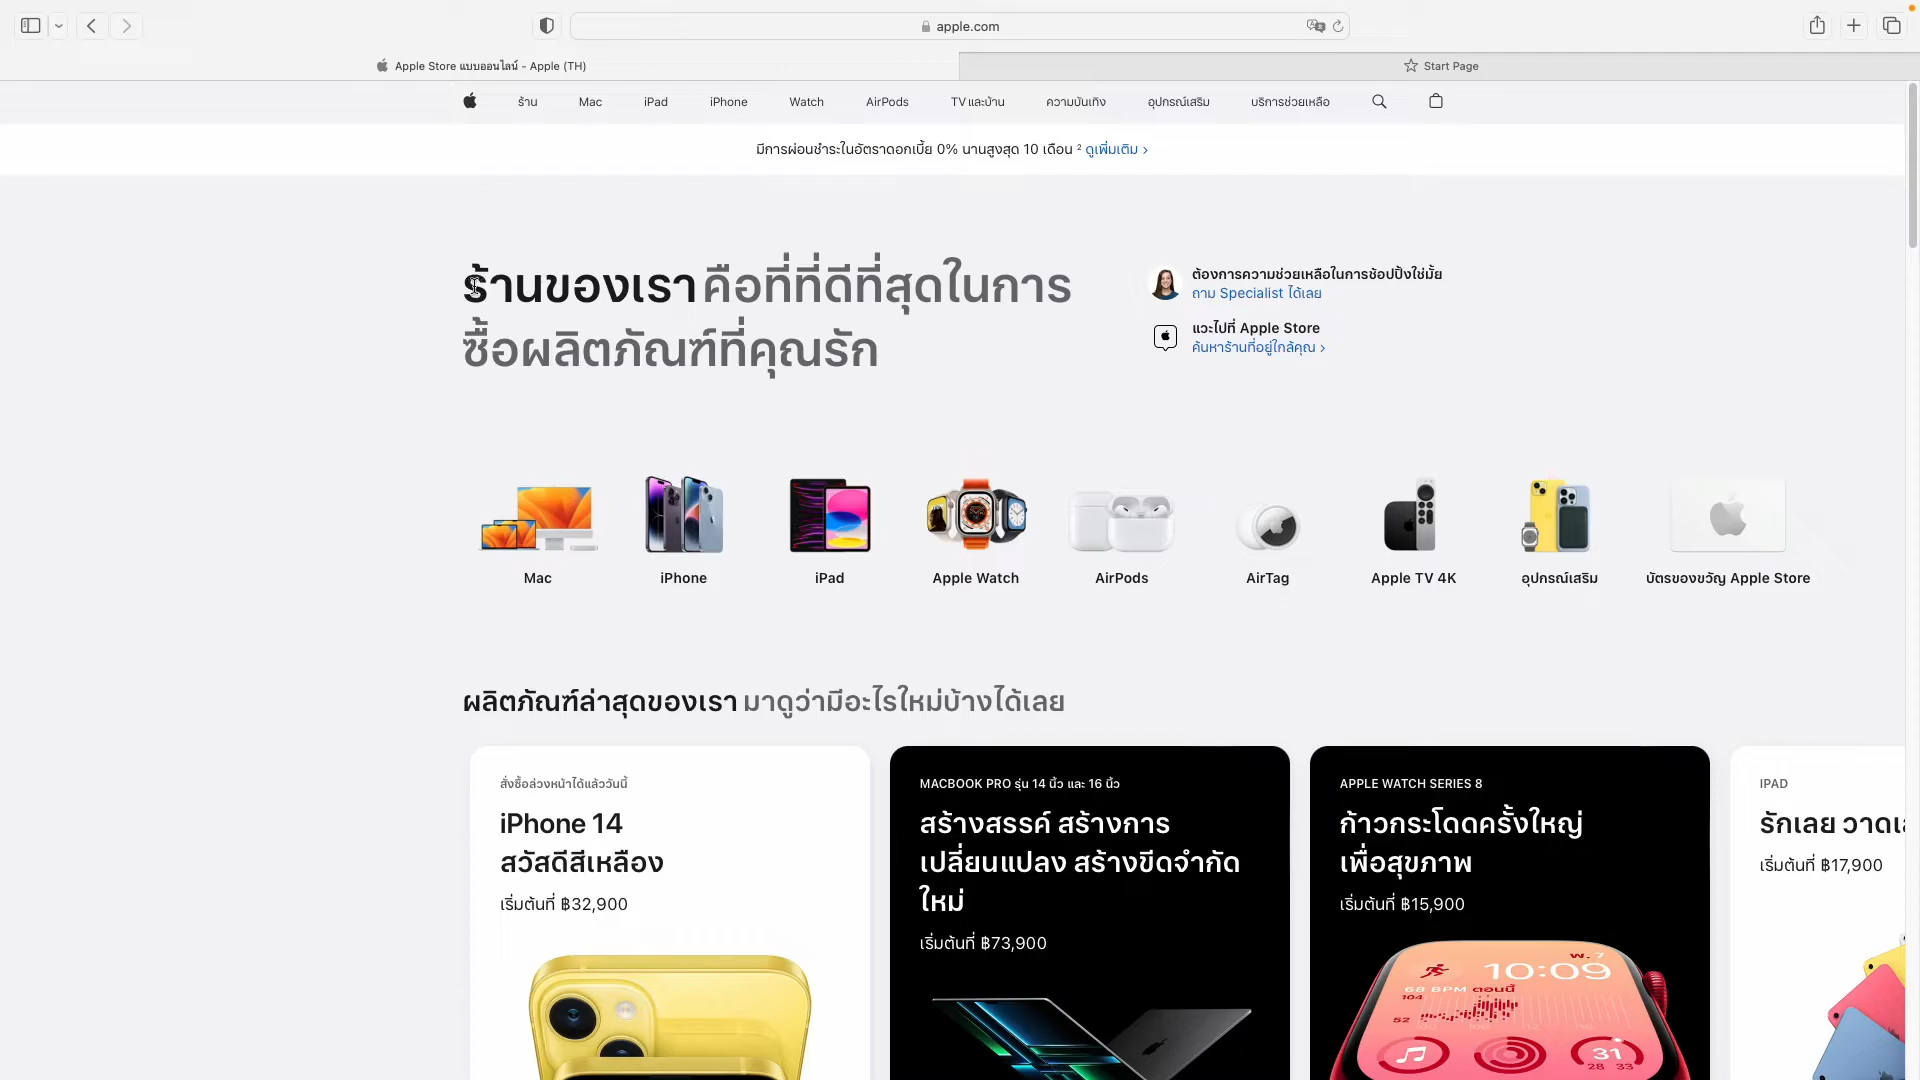 apple.com
Apple Store แบบออนไลน์ - Apple (TH)
Start Page
ร้าน Mac iPad iPhone Watch AirPods TV และบ้าน ความบันเทิง อุปกรณ์เสริม บริการช่วยเหลือ
มีการผ่อนชำระในอัตราดอกเบี้ย 0% นานสูงสุด 10 เดือน ² ดูเพิ่มเติม >
ร้านของเรา คือที่ที่ดีที่สุดในการ
ซื้อผลิตภัณฑ์ที่คุณรัก
ต้องการความช่วยเหลือในการช้อปปิ้งใช่มั้ย
ถาม Specialist ได้เลย
แวะไปที่ Apple Store
ค้นหาร้านที่อยู่ใกล้คุณ >
Mac
iPhone
iPad
Apple Watch
AirPods
AirTag
Apple TV 4K
อุปกรณ์เสริม
บัตรของขวัญ Apple Store
ผลิตภัณฑ์ล่าสุดของเรา มาดูว่ามีอะไรใหม่บ้างได้เลย
สั่งซื้อล่วงหน้าได้แล้ววันนี้
iPhone 14
สวัสดีสีเหลือง
เริ่มต้นที่ ฿32,900
MACBOOK PRO รุ่น 14 นิ้ว และ 16 นิ้ว
สร้างสรรค์ สร้างการ
เปลี่ยนแปลง สร้างขีดจำกัด
ใหม่
เริ่มต้นที่ ฿73,900
APPLE WATCH SERIES 8
ก้าวกระโดดครั้งใหญ่
เพื่อสุขภาพ
เริ่มต้นที่ ฿15,900
พ. 7
10:09
68 BPM ตอนนี้
104
52
31
28 33
IPAD
รักเลย
เริ่มต้นที่ ฿17,900